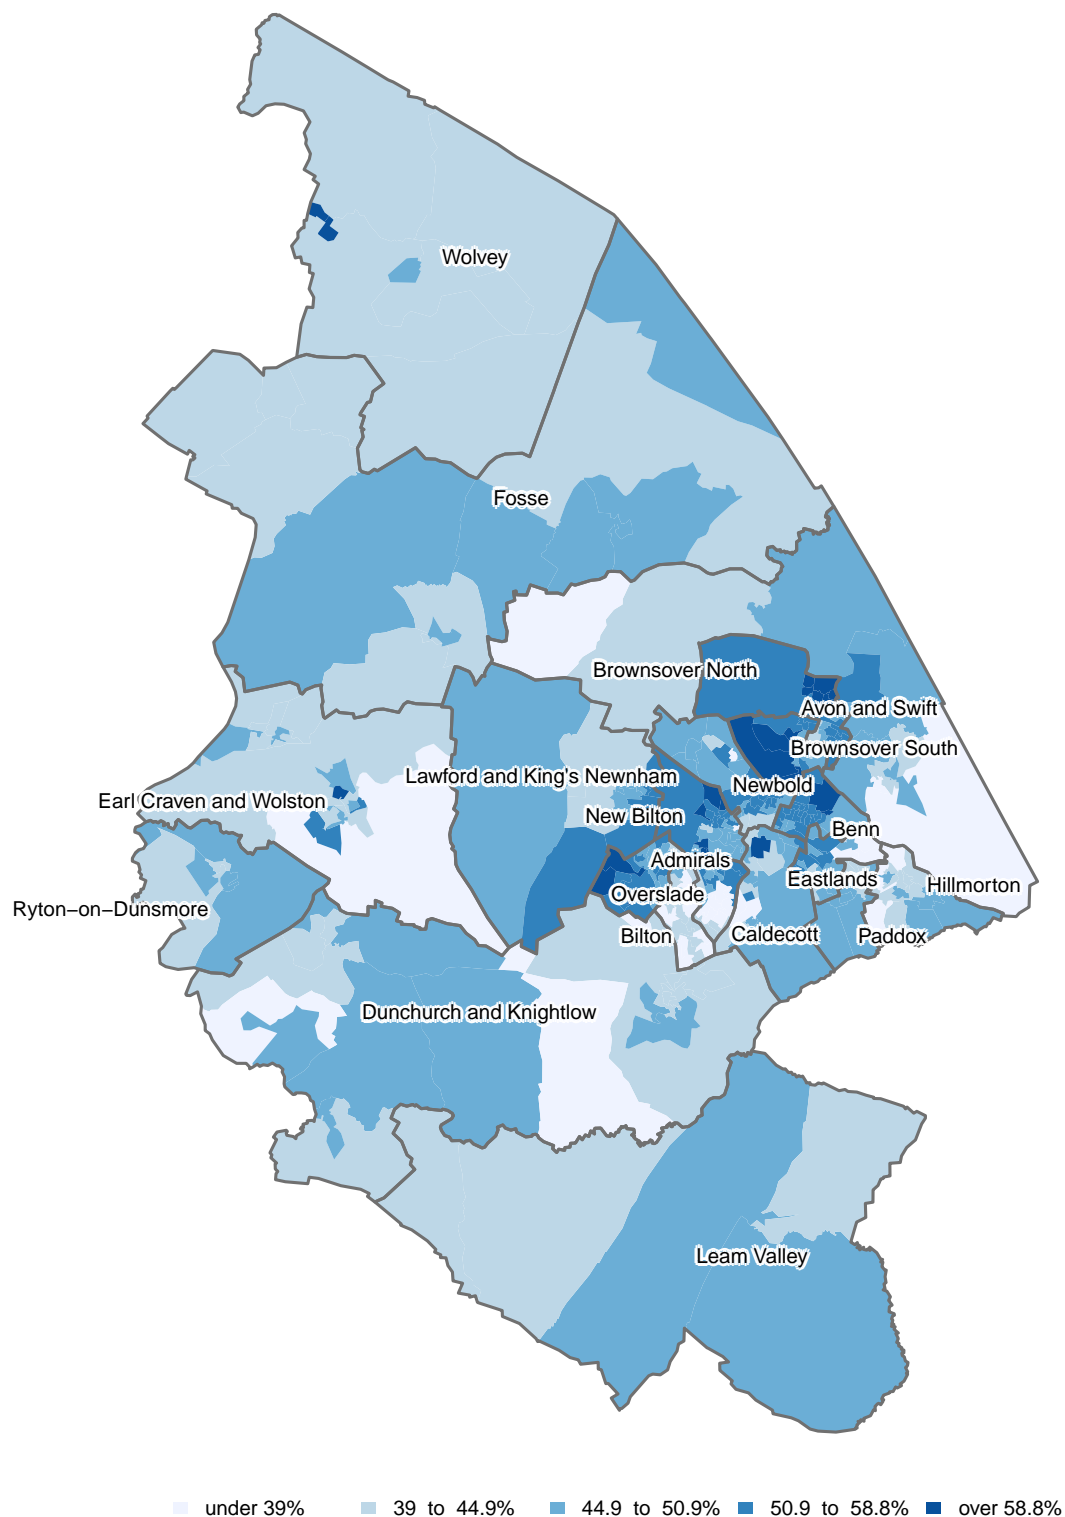 Wolvey
Fosse
Brownsover North
Avon and Swift
Brownsover South
Lawford and King's Newnham
Newbold
Earl Craven and Wolston
New Bilton
Benn
Admirals
Eastlands
Hillmorton
Overslade
Ryton−on−Dunsmore
Bilton
Caldecott
Paddox
Dunchurch and Knightlow
Leam Valley
under 39%
39 to 44.9%
44.9 to 50.9%
50.9 to 58.8%
over 58.8%